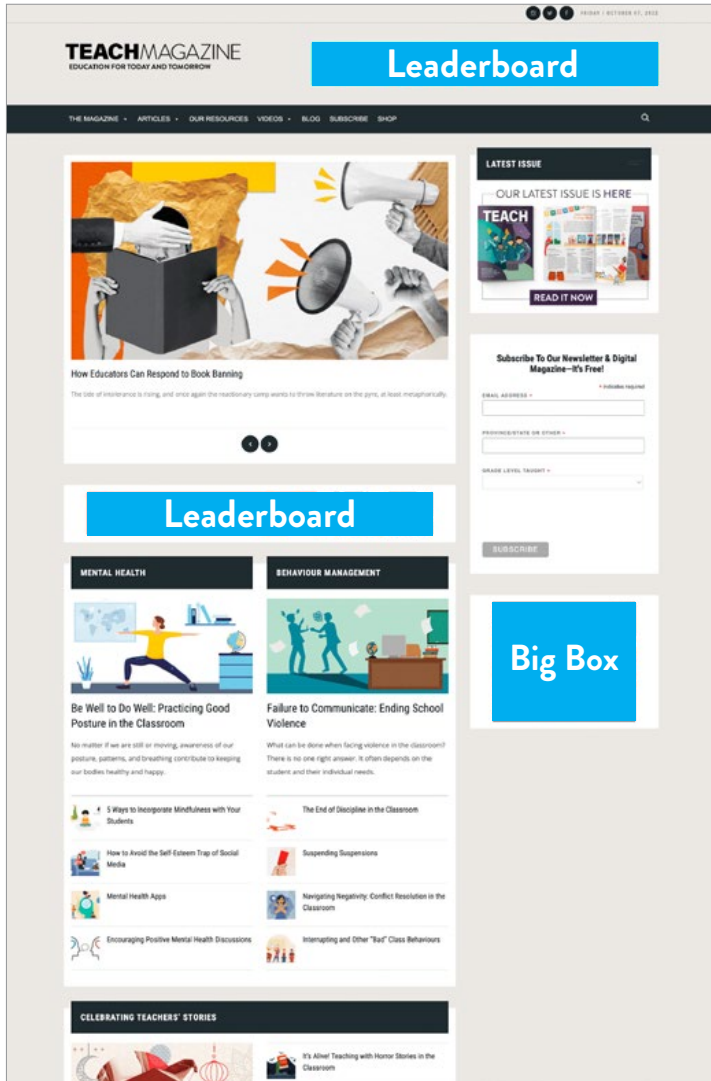 FRIDAY | OCTOBER 07, 2022
TEACHMAGAZINE
EDUCATION FOR TODAY AND TOMORROW
Leaderboard
THE MAGAZINE
ARTICLES
OUR RESOURCES
VIDEOS
BLOG
SUBSCRIBE
SHOP
How Educators Can Respond to Book Banning
The tide of intolerance is rising, and once again the reactionary camp wants to throw literature on the pyre, at least metaphorically.
LATEST ISSUE
OUR LATEST ISSUE IS HERE
TEACH
READ IT NOW
Subscribe To Our Newsletter & Digital
Magazine—It's Free!
* indicates required
EMAIL ADDRESS *
PROVINCE/STATE OR OTHER *
GRADE LEVEL TAUGHT *
SUBSCRIBE
Leaderboard
Big Box
MENTAL HEALTH
Be Well to Do Well: Practicing Good
Posture in the Classroom
No matter if we are still or moving, awareness of our
posture, patterns, and breathing contribute to keeping
our bodies healthy and happy.
5 Ways to Incorporate Mindfulness with Your
Students
How to Avoid the Self-Esteem Trap of Social
Media
Mental Health Apps
Encouraging Positive Mental Health Discussions
BEHAVIOUR MANAGEMENT
Failure to Communicate: Ending School
Violence
What can be done when facing violence in the classroom?
There is no one right answer. It often depends on the
student and their individual needs.
The End of Discipline in the Classroom
Suspending Suspensions
Navigating Negativity: Conflict Resolution in the
Classroom
Interrupting and Other "Bad" Class Behaviours
CELEBRATING TEACHERS' STORIES
It's Alive! Teaching with Horror Stories in the
Classroom